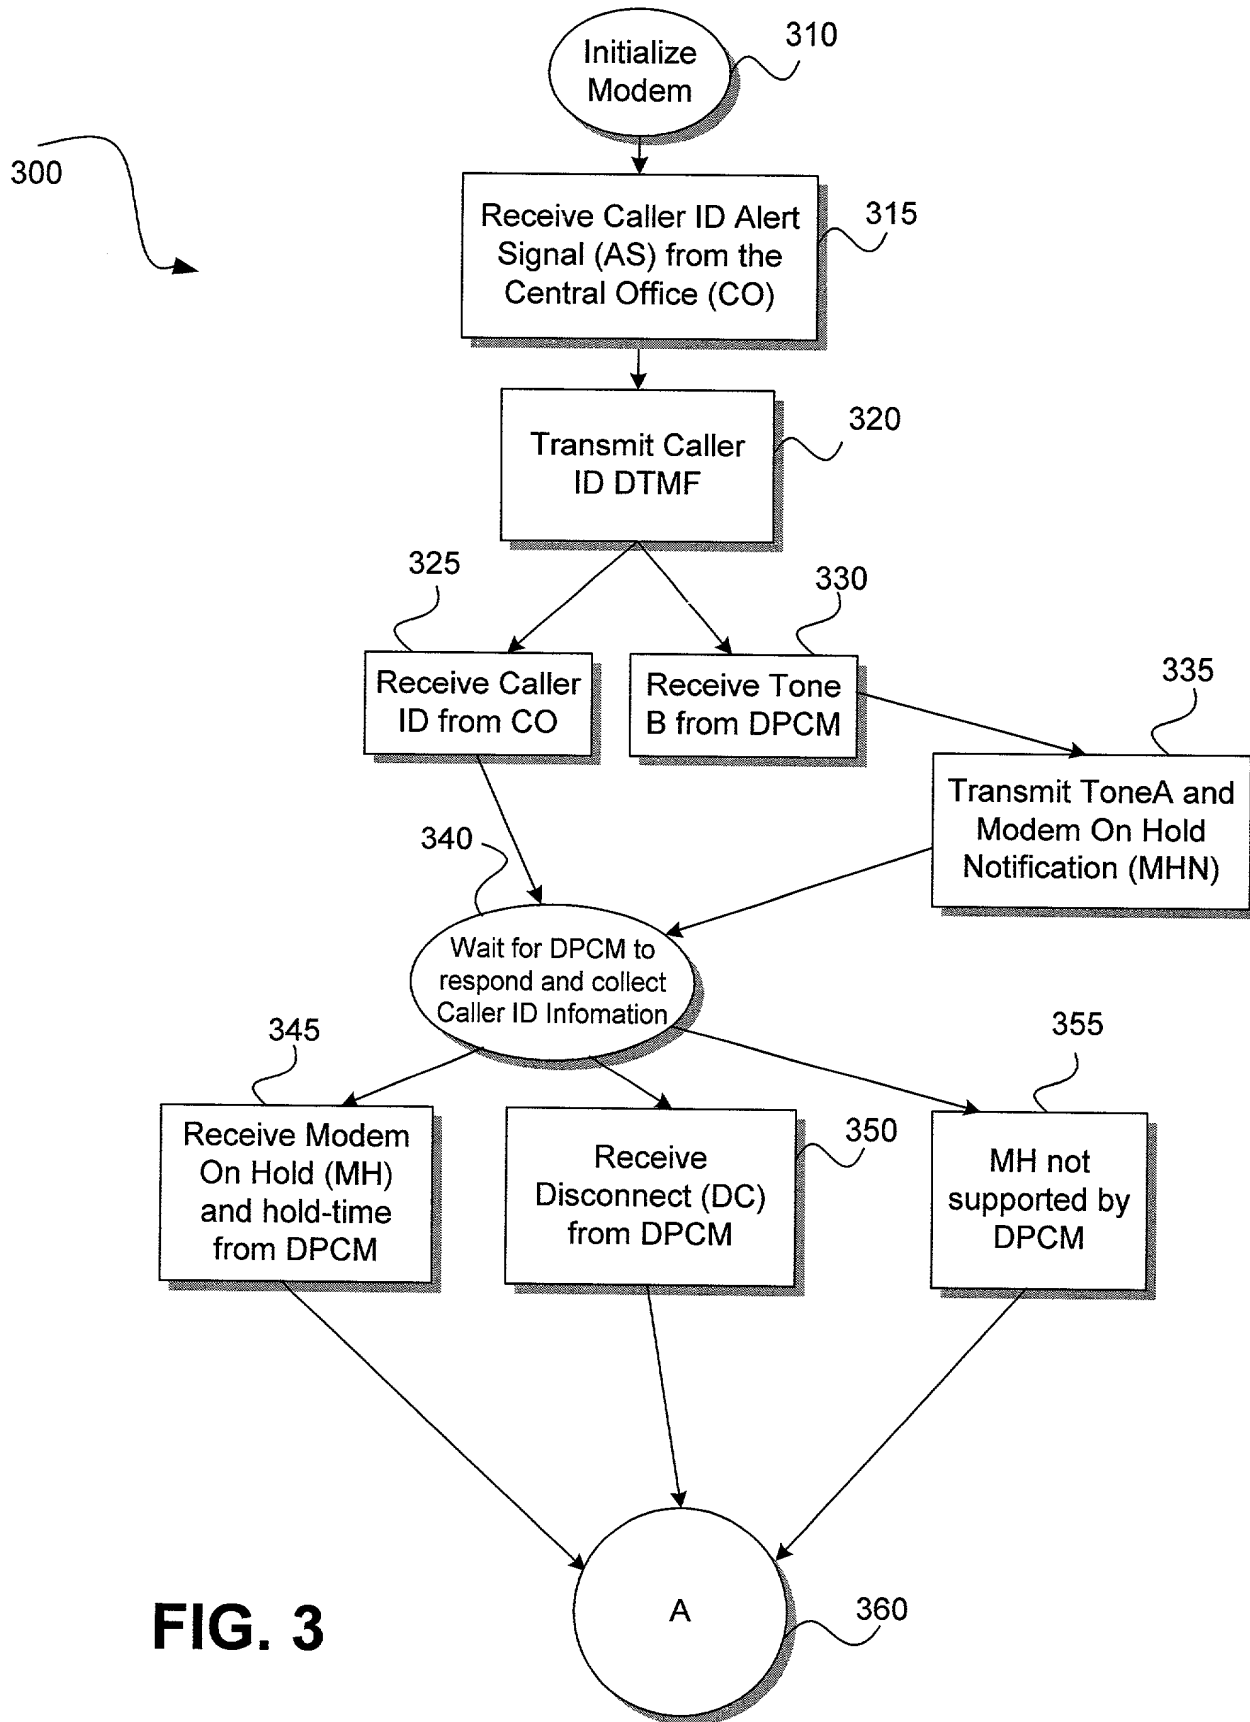 Initialize
Modem
310
300
Receive Caller ID Alert
Signal (AS) from the
Central Office (CO)
315
Transmit Caller
ID DTMF
320
325
330
Receive Caller
ID from CO
Receive Tone
B from DPCM
335
Transmit ToneA and
Modem On Hold
Notification (MHN)
340
Wait for DPCM to
respond and collect
Caller ID Infomation
345
355
Receive Modem
On Hold (MH)
and hold-time
from DPCM
Receive
Disconnect (DC)
from DPCM
350
MH not
supported by
DPCM
A
360
FIG. 3